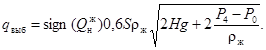 q_выб = sign (Q_н^ж) 0,6Sρ_ж √(2Hg + 2 (P_4 − P_0)/ρ_ж).